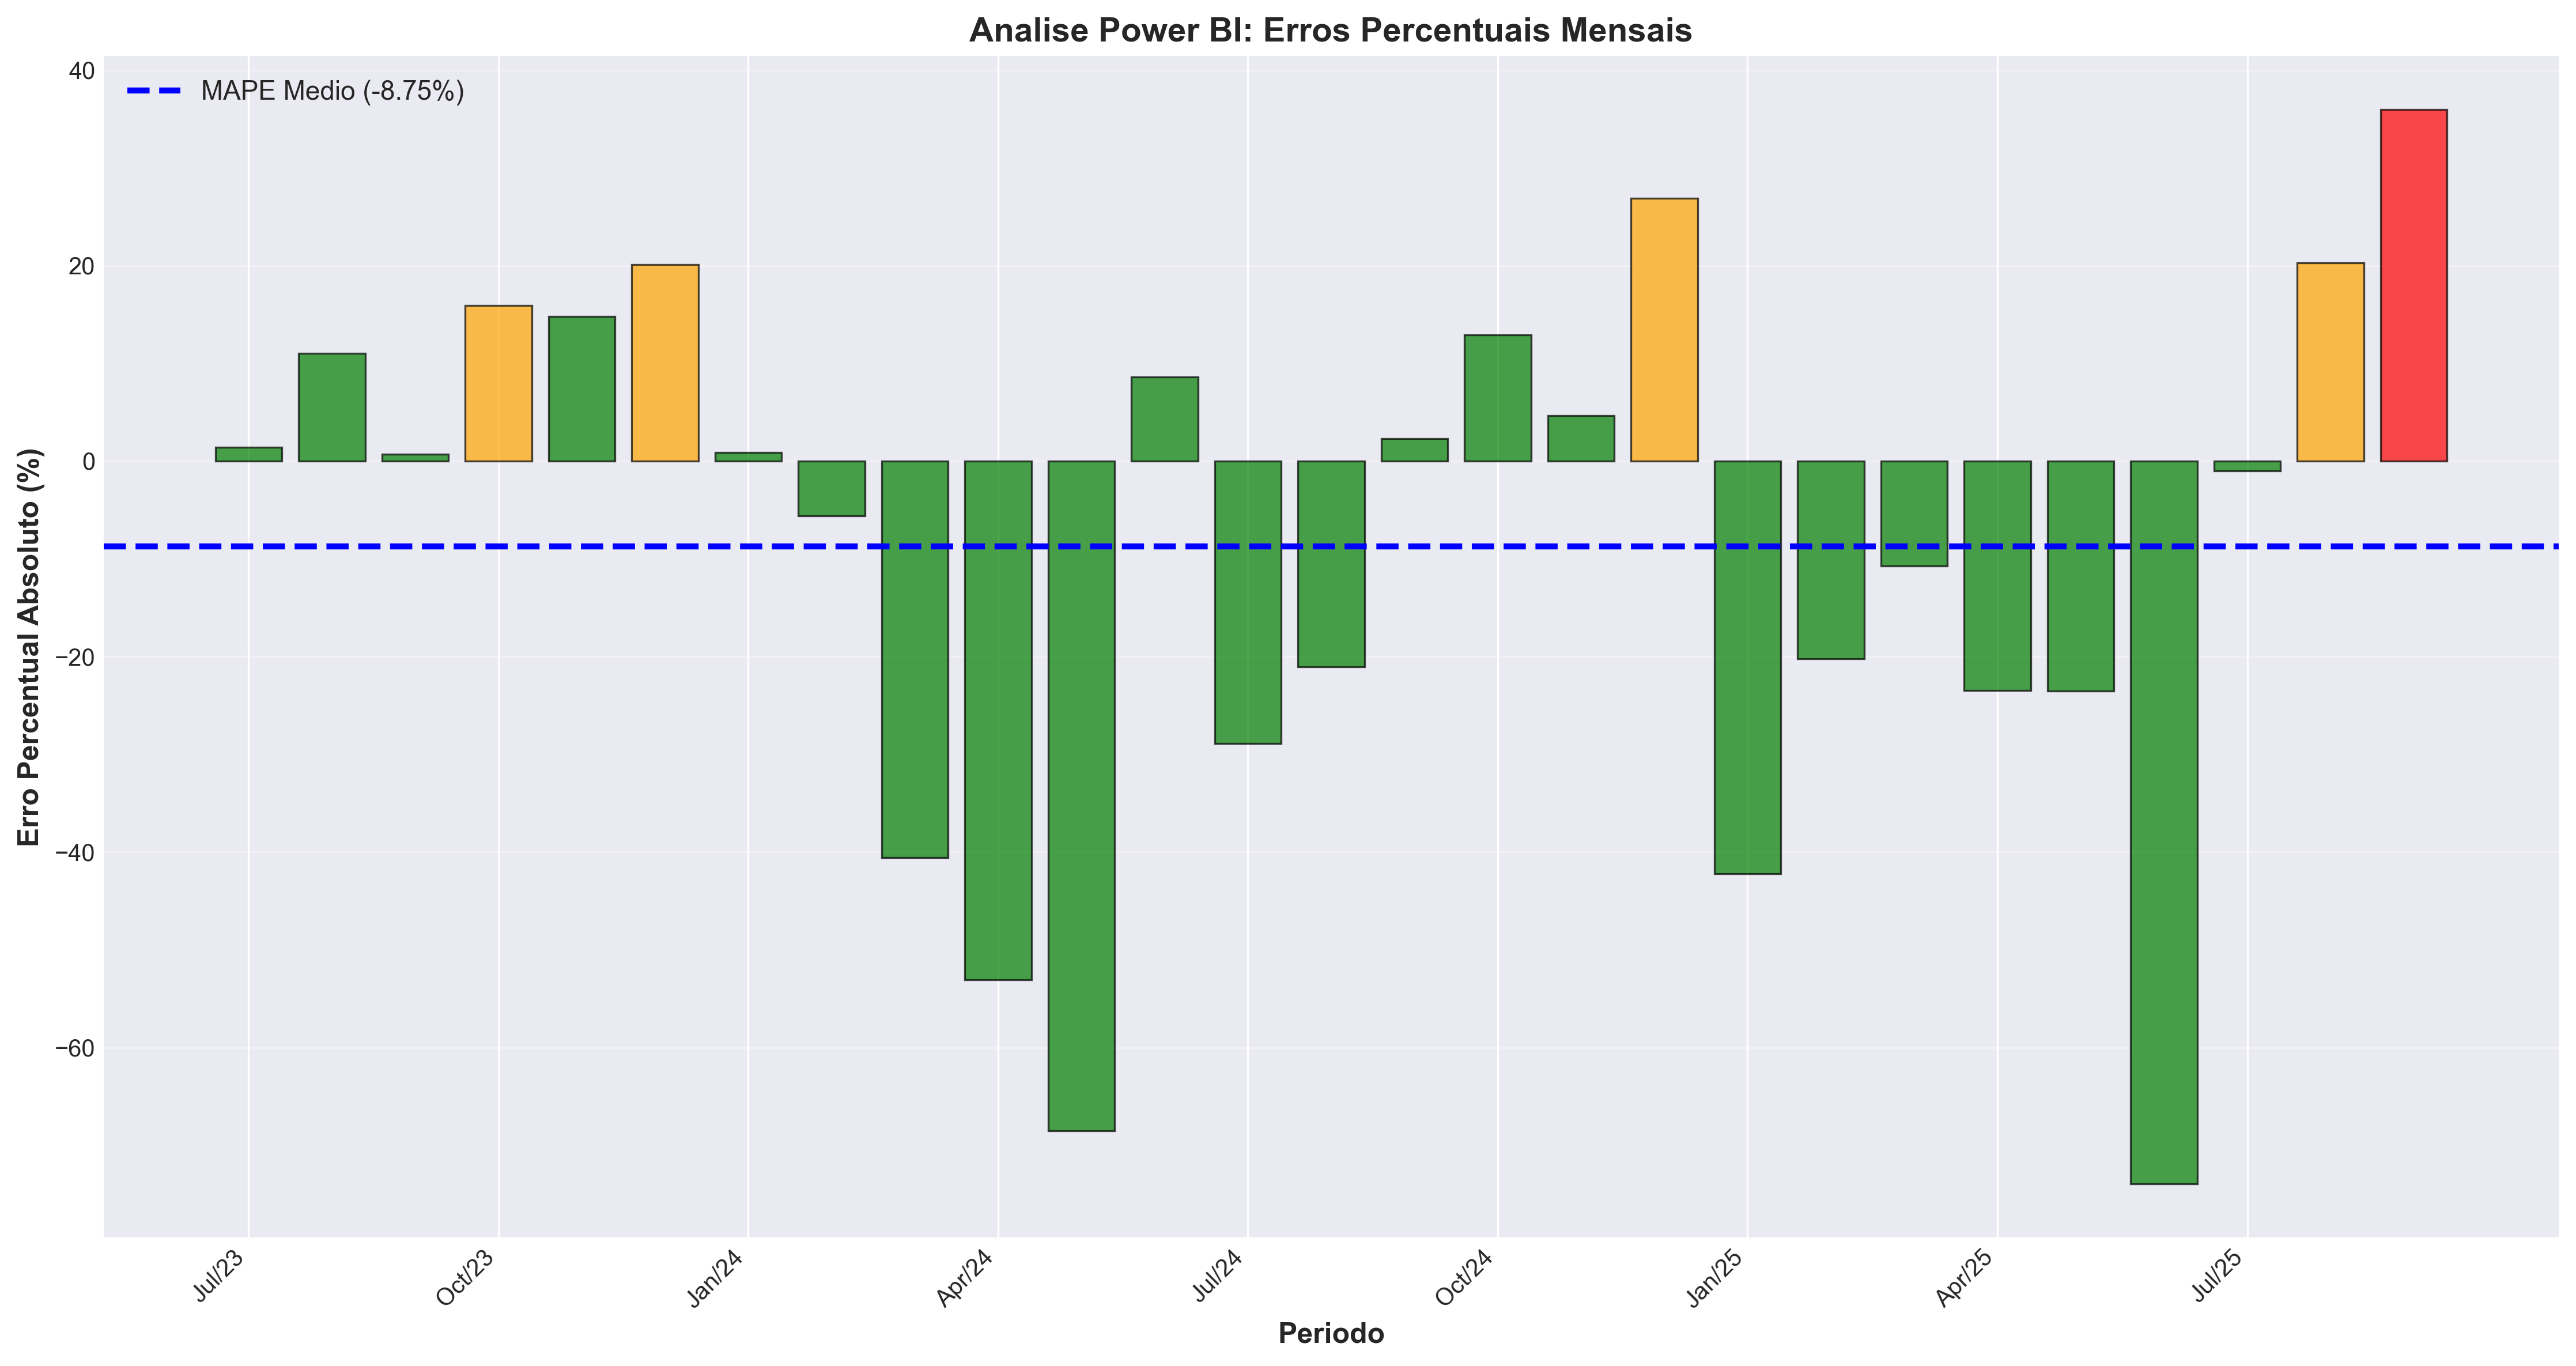 Analise Power BI: Erros Percentuais Mensais
MAPE Medio (-8.75%)
Erro Percentual Absoluto (%)
40
20
0
−20
−40
−60
Jul/23
Oct/23
Jan/24
Apr/24
Jul/24
Oct/24
Jan/25
Apr/25
Jul/25
Periodo